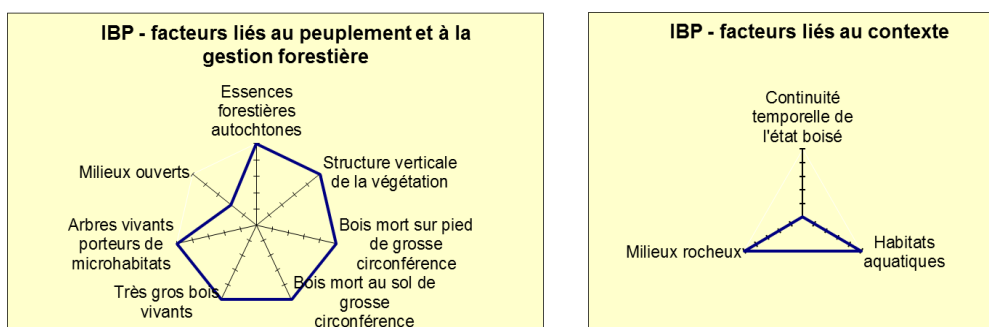 IBP - facteurs liés au peuplement et à la
gestion forestière
Essences
forestières
autochtones
Structure verticale
de la végétation
Bois mort sur pied
de grosse
circonférence
Bois mort au sol de
grosse
circonférence
Très gros bois
vivants
Arbres vivants
porteurs de
microhabitats
Milieux ouverts
IBP - facteurs liés au contexte
Continuité
temporelle de
l'état boisé
Habitats
aquatiques
Milieux rocheux